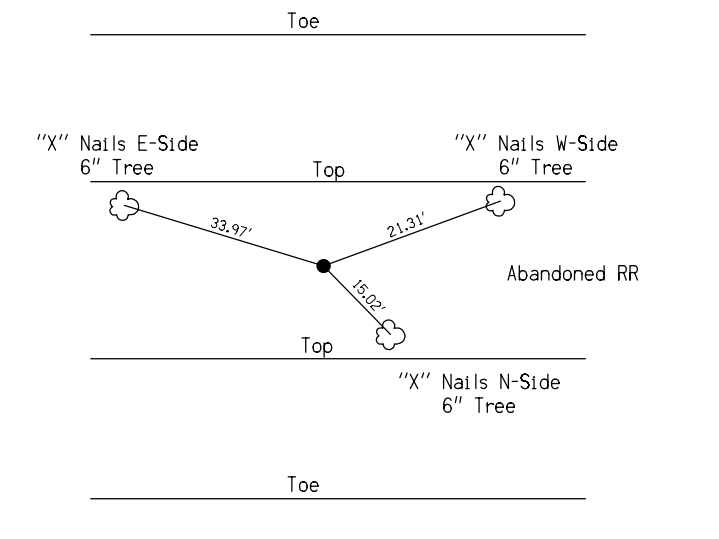 Toe
"X" Nails E-Side
6" Tree
"X" Nails W-Side
6" Tree
Top
33.97'
21.31'
Abandoned RR
15.02'
Top
"X" Nails N-Side
6" Tree
Toe